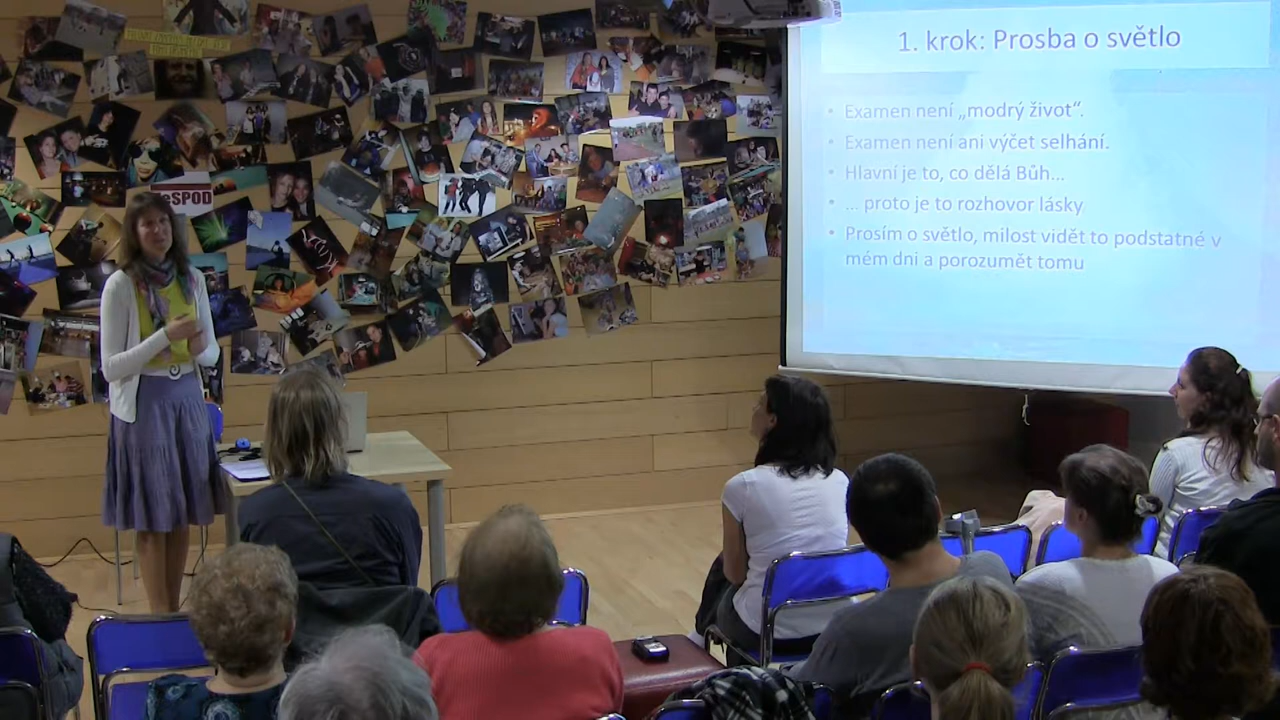 1. krok: Prosba o světlo
• Examen není „modrý život“.
• Examen není ani výčet selhání.
• Hlavní je to, co dělá Bůh…
• … proto je to rozhovor lásky
• Prosím o světlo, milost vidět to podstatné v
mém dni a porozumět tomu
eSPOD